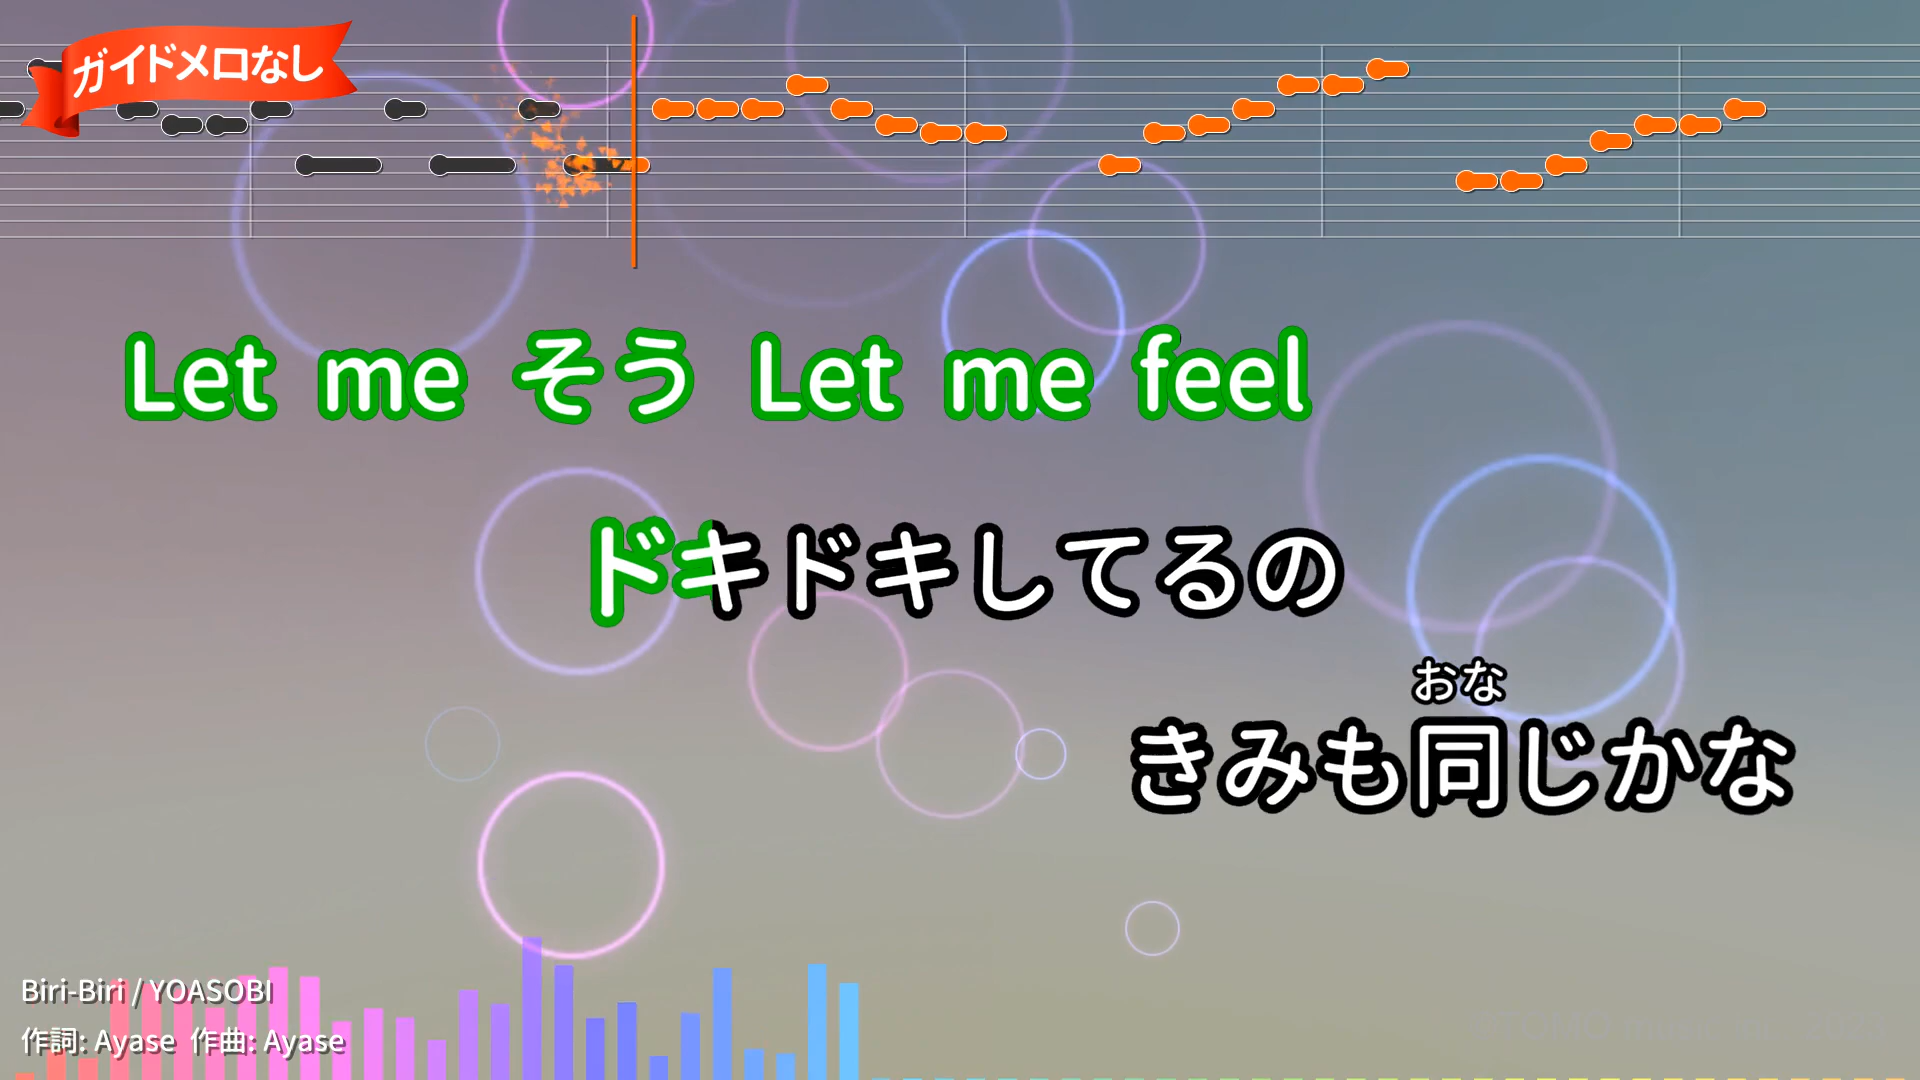 ガイドメロなし
Let me そう Let me feel
ドキドキしてるの
おな
きみも同じかな
Biri-Biri / YOASOBI
作詞: Ayase 作曲: Ayase